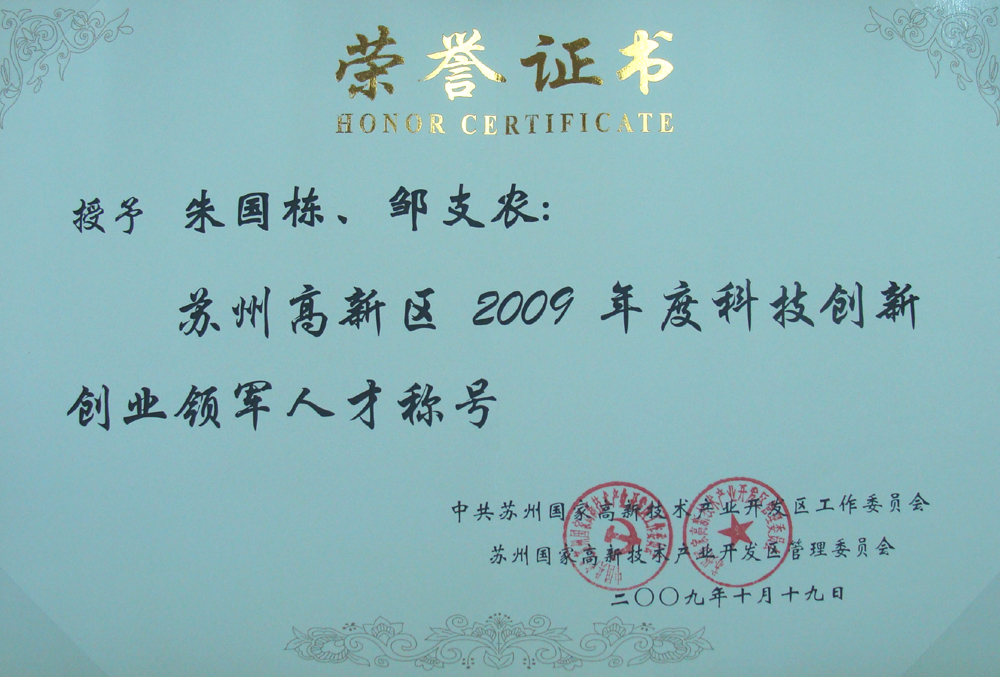 荣誉证书
HONOR CERTIFICATE
授予 朱国栋、邹支农:
苏州高新区 2009 年度科技创新
创业领军人才称号
中共苏州国家高新技术产业开发区工作委员会
苏州国家高新技术产业开发区管理委员会
二〇〇九年十月十九日